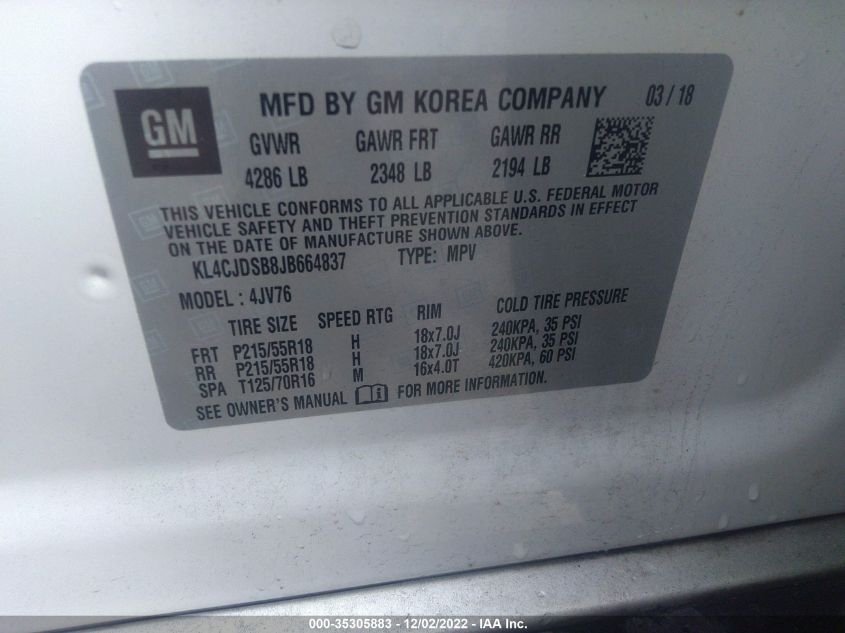 GM
MFD BY GM KOREA COMPANY 03 / 18
GVWR GAWR FRT GAWR RR
4286 LB 2348 LB 2194 LB
THIS VEHICLE CONFORMS TO ALL APPLICABLE U.S. FEDERAL MOTOR
VEHICLE SAFETY AND THEFT PREVENTION STANDARDS IN EFFECT
ON THE DATE OF MANUFACTURE SHOWN ABOVE.
KL4CJDSB8JB664837 TYPE: MPV
MODEL : 4JV76
TIRE SIZE SPEED RTG RIM COLD TIRE PRESSURE
FRT P215/55R18 H 18x7.0J 240KPA, 35 PSI
RR P215/55R18 H 18x7.0J 240KPA, 35 PSI
SPA T125/70R16 M 16x4.0T 420KPA, 60 PSI
SEE OWNER'S MANUAL FOR MORE INFORMATION.
000-35305883 - 12/02/2022 - IAA Inc.